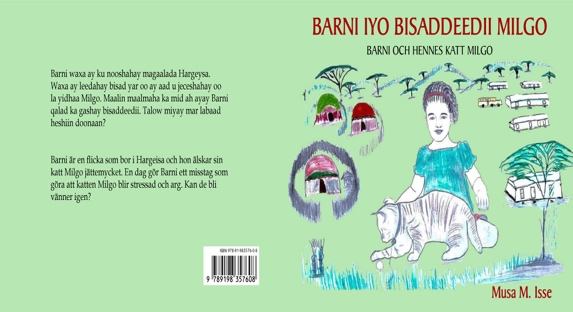 Barni waxa ay ku nooshahay magaalada Hargeysa.
Waxa ay leedahay bisad yar oo ay aad u jeceshahay oo
la yidhaa Milgo. Maalin maalmaha ka mid ah ayay Barni
qalad ka gashay bisaddeedii. Talow miyay mar labaad
heshiin doonaan?
Barni är en flicka som bor i Hargeisa och hon älskar sin
katt Milgo jättemycket. En dag gör Barni ett misstag som
göra att katten Milgo blir stressad och arg. Kan de bli
vänner igen?
ISBN 978-91-983576-0-8
9 789198 357608
BARNI IYO BISADDEEDII MILGO
BARNI OCH HENNES KATT MILGO
Musa M. Isse